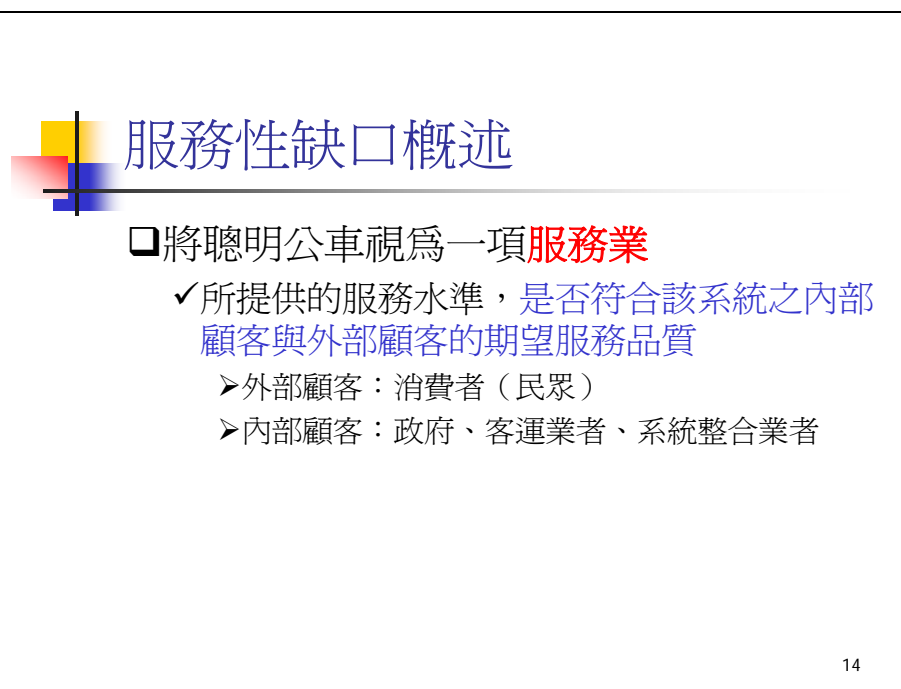 服務性缺口概述
❑將聰明公車視為一項服務業
✓所提供的服務水準，是否符合該系統之內部
顧客與外部顧客的期望服務品質
➢外部顧客：消費者（民眾）
➢內部顧客：政府、客運業者、系統整合業者
14